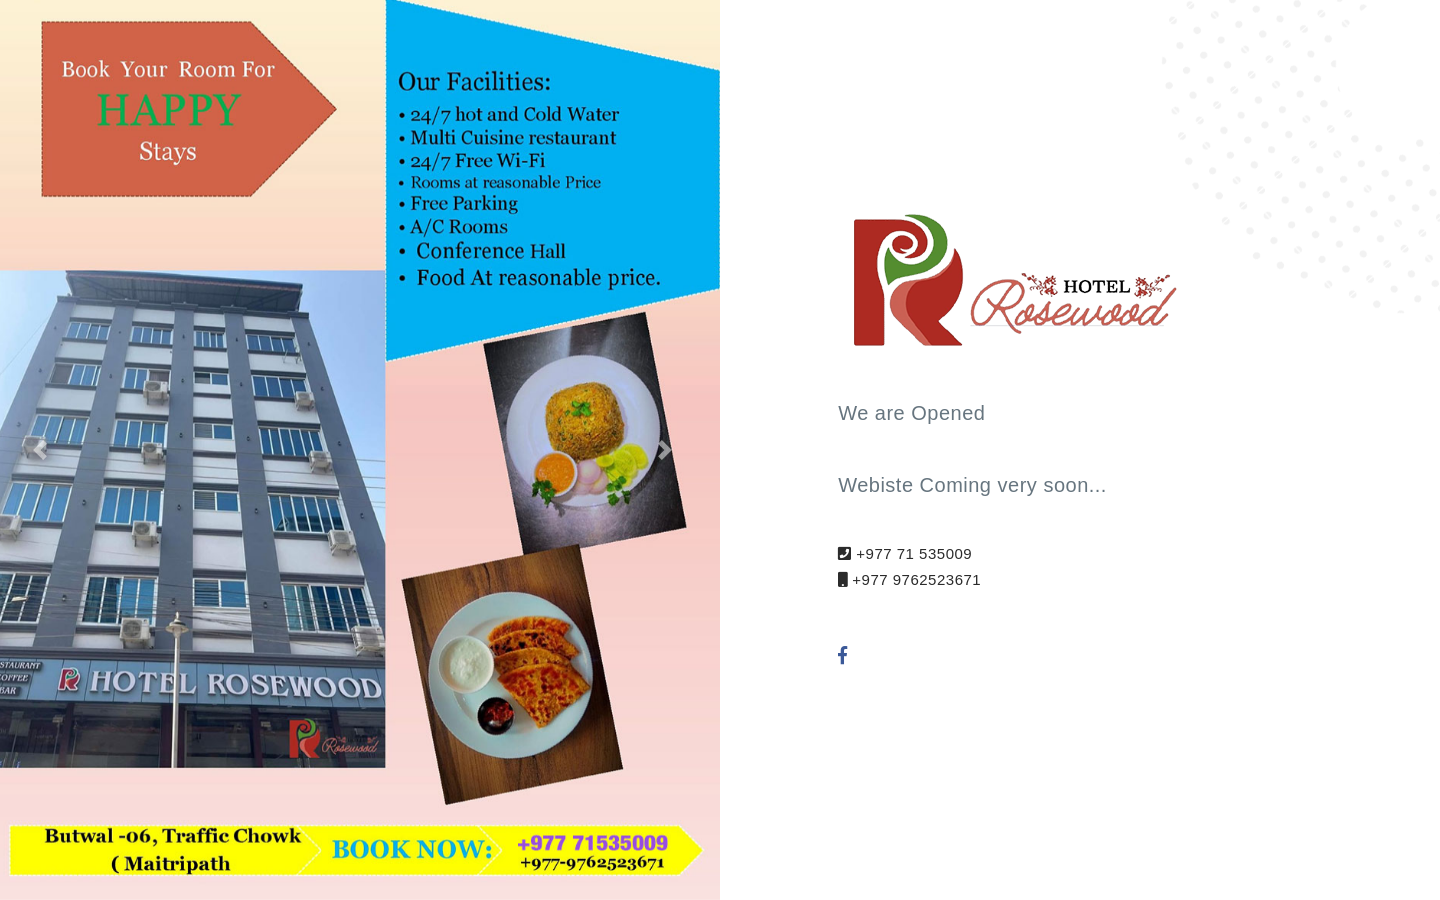 Book Your Room For
HAPPY
Stays
Our Facilities:
• 24/7 hot and Cold Water
• Multi Cuisine restaurant
• 24/7 Free Wi-Fi
• Rooms at reasonable Price
• Free Parking
• A/C Rooms
• Conference Hall
• Food At reasonable price.
STAURANT
OFFEE
BAR
R HOTEL ROSEWOOD
R Rosewood
Butwal -06, Traffic Chowk
( Maitripath
BOOK NOW:
+977 71535009
+977-9762523671
R HOTEL
Rosewood
We are Opened
Webiste Coming very soon...
+977 71 535009
+977 9762523671